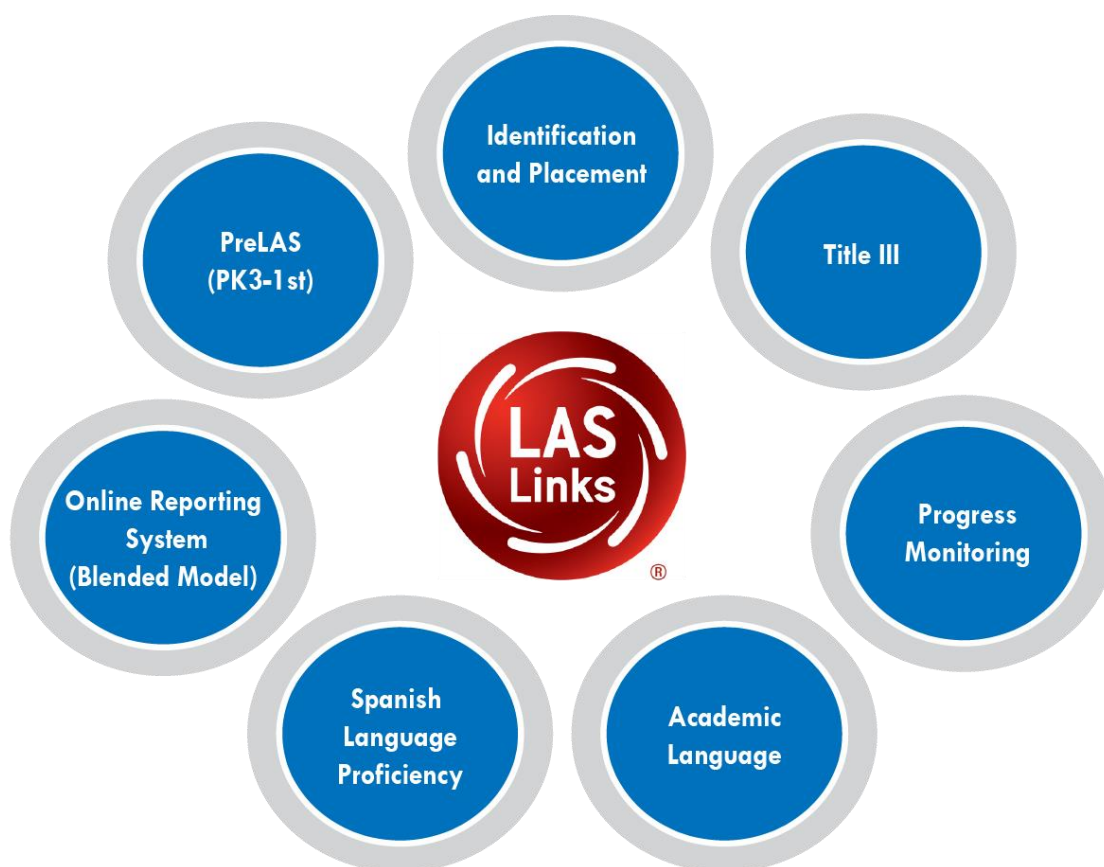 Identification
and Placement
Title III
Progress
Monitoring
Academic
Language
Spanish
Language
Proficiency
Online Reporting
System
(Blended Model)
PreLAS
(PK3-1st)
LAS
Links
®